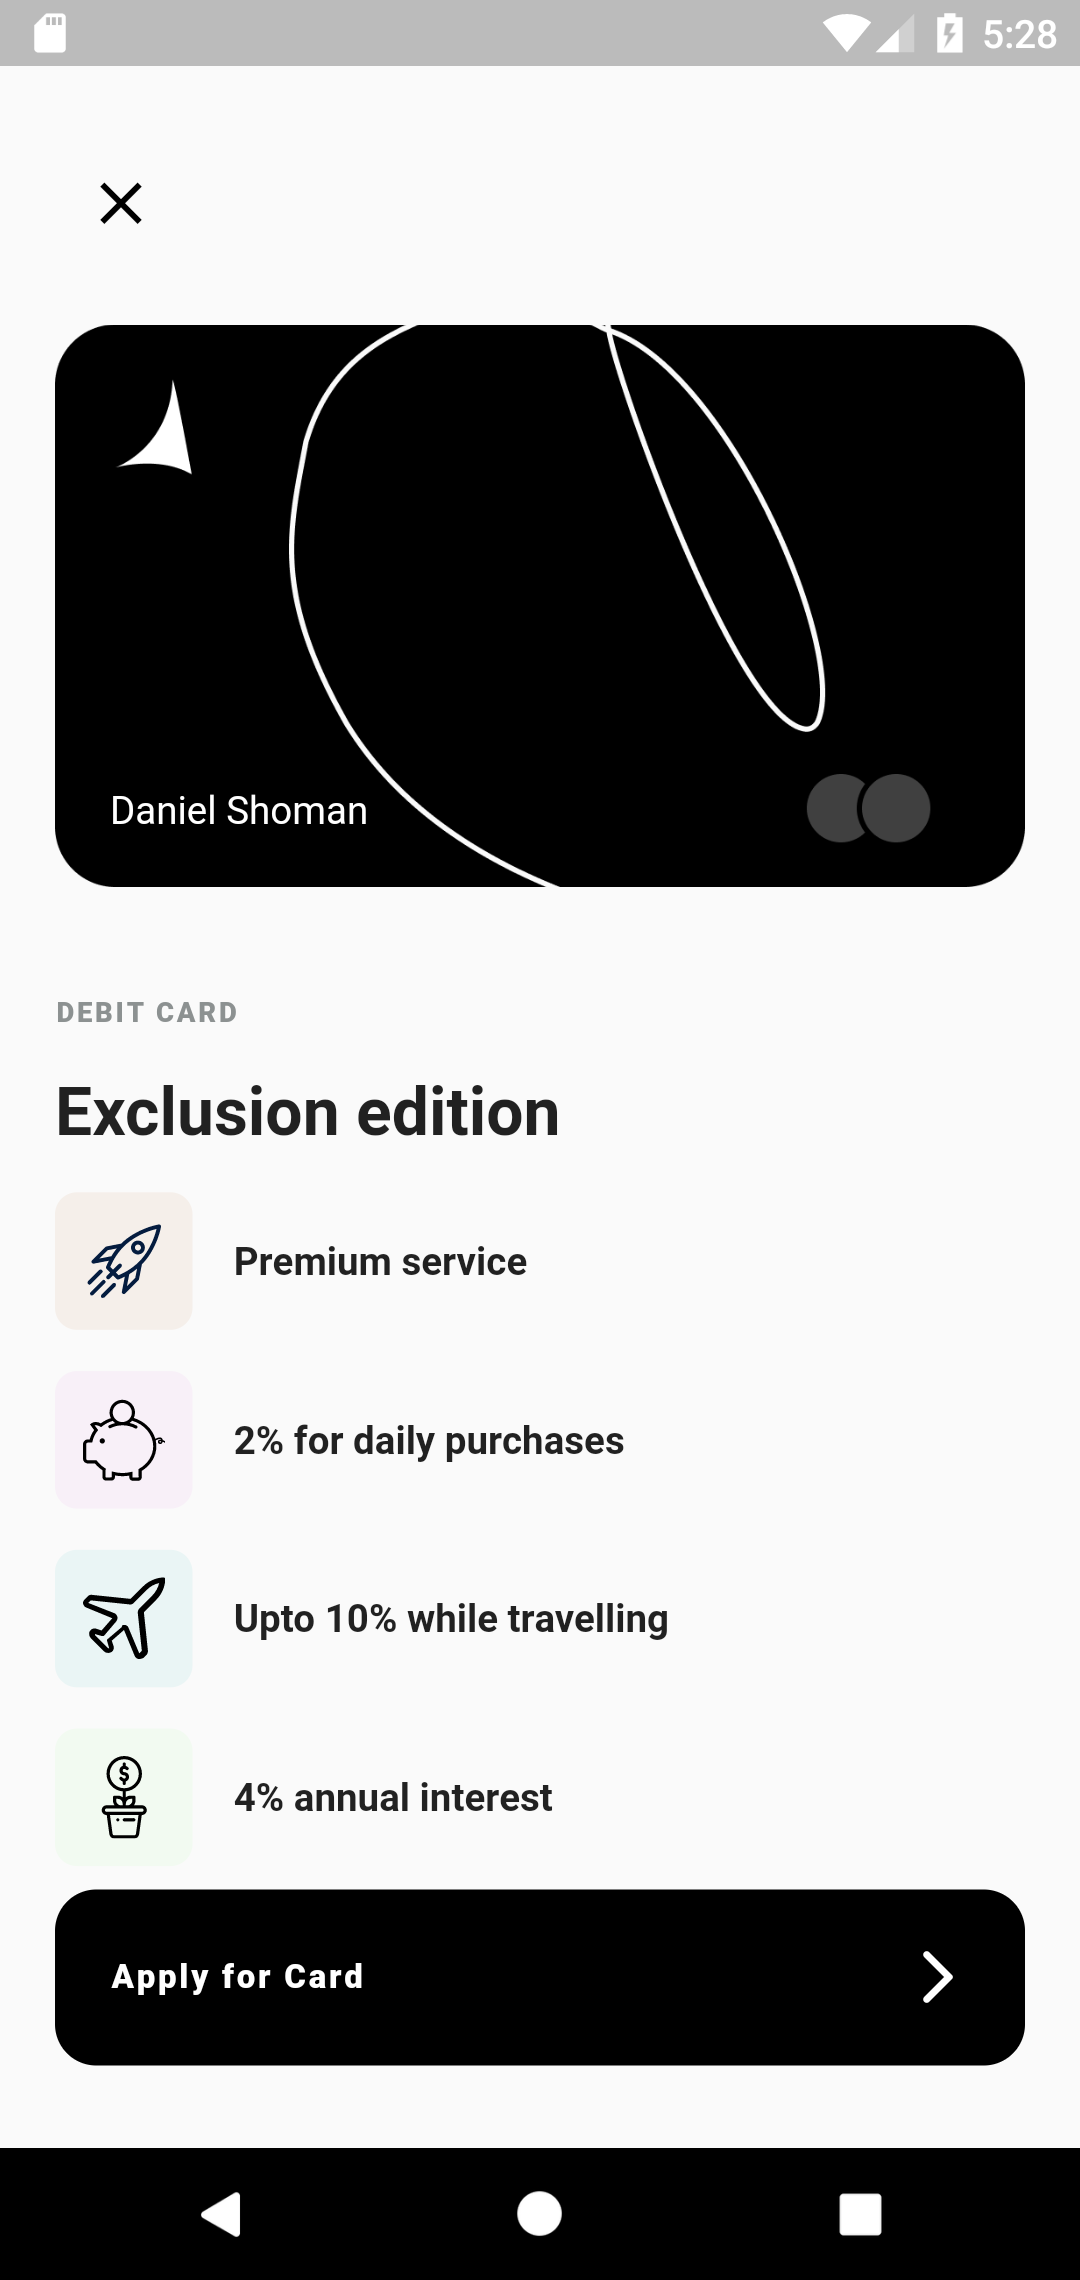 5:28
Daniel Shoman
DEBIT CARD
Exclusion edition
Premium service
2% for daily purchases
Upto 10% while travelling
$
4% annual interest
Apply for Card